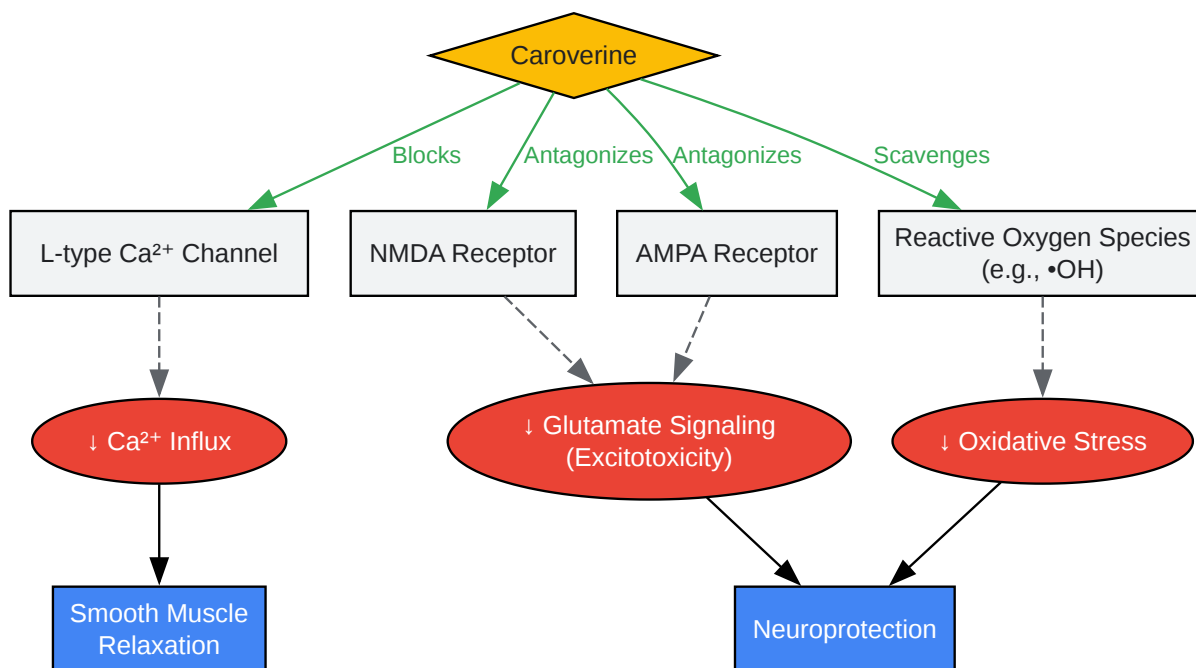 Caroverine
Blocks
Antagonizes
Antagonizes
Scavenges
L-type Ca²⁺ Channel
NMDA Receptor
AMPA Receptor
Reactive Oxygen Species
(e.g., •OH)
↓ Ca²⁺ Influx
↓ Glutamate Signaling
(Excitotoxicity)
↓ Oxidative Stress
Smooth Muscle
Relaxation
Neuroprotection